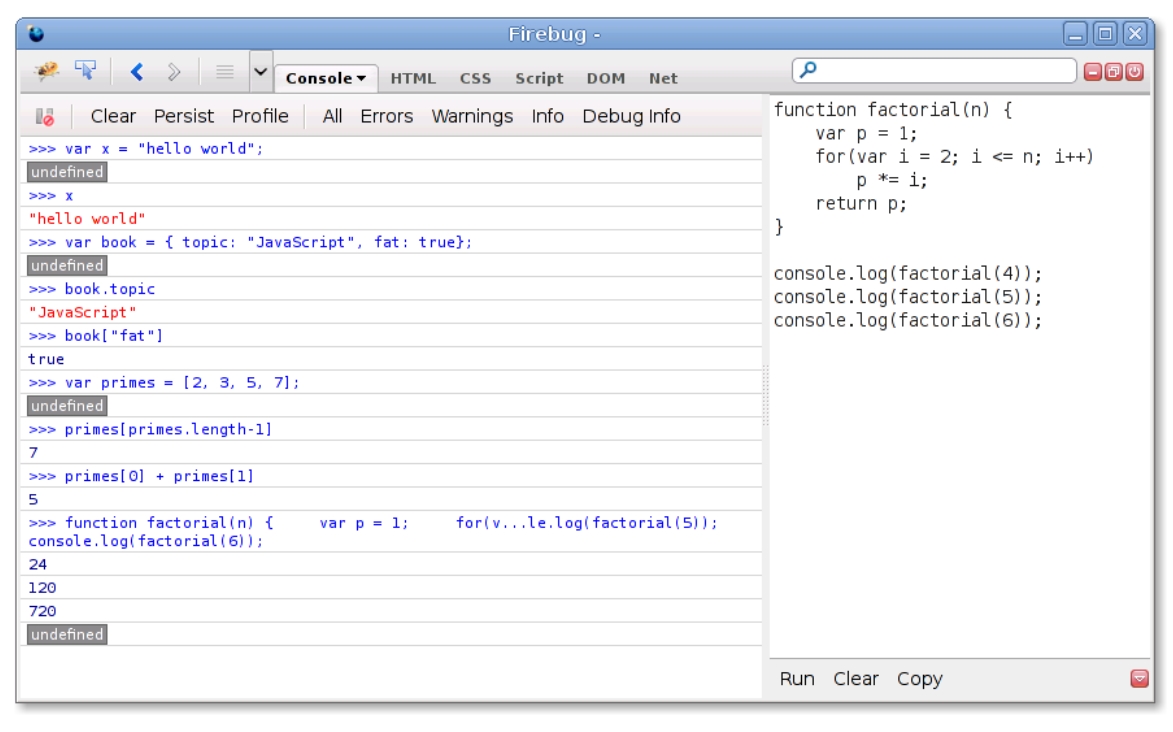 Firebug -
Console HTML CSS Script DOM Net
Clear Persist Profile All Errors Warnings Info Debug Info
>>> var x = "hello world";
undefined
>>> x
"hello world"
>>> var book = { topic: "JavaScript", fat: true};
undefined
>>> book.topic
"JavaScript"
>>> book["fat"]
true
>>> var primes = [2, 3, 5, 7];
undefined
>>> primes[primes.length-1]
7
>>> primes[0] + primes[1]
5
>>> function factorial(n) {     var p = 1;     for(v...le.log(factorial(5));
console.log(factorial(6));
24
120
720
undefined
function factorial(n) {
    var p = 1;
    for(var i = 2; i <= n; i++)
        p *= i;
    return p;
}
console.log(factorial(4));
console.log(factorial(5));
console.log(factorial(6));
Run Clear Copy